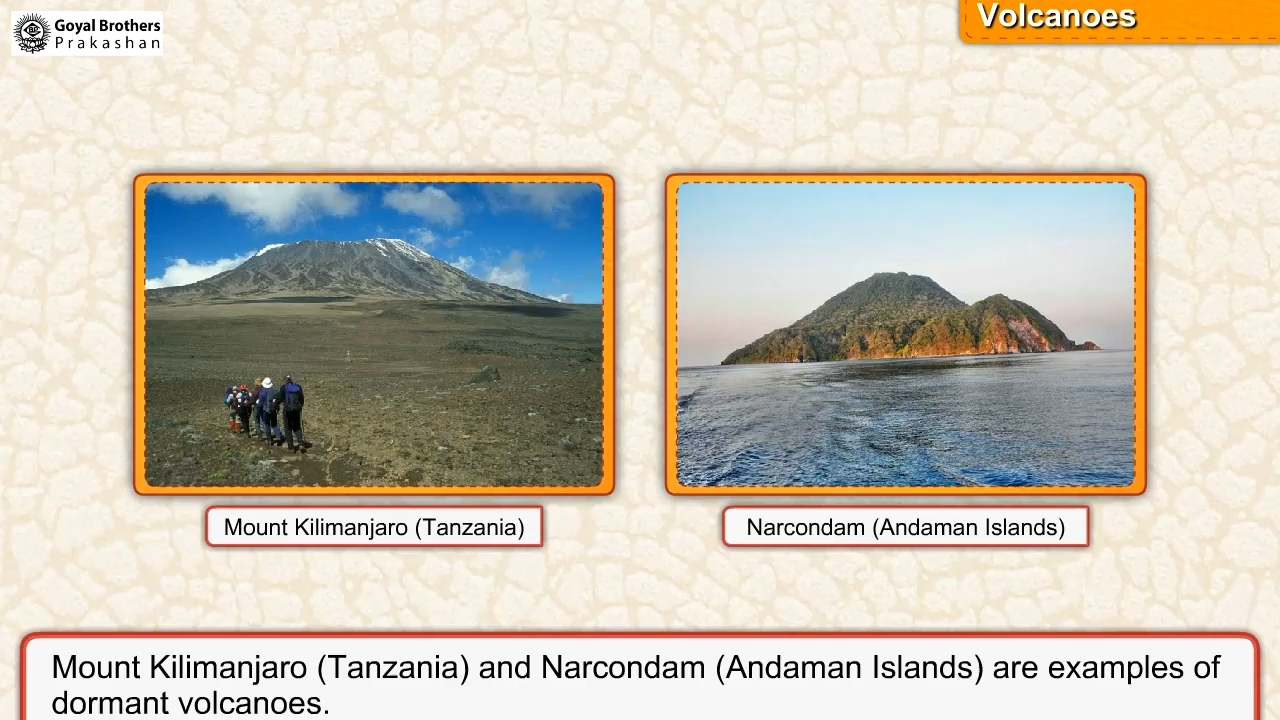 Goyal Brothers
Prakashan
Volcanoes
Mount Kilimanjaro (Tanzania)
Narcondam (Andaman Islands)
Mount Kilimanjaro (Tanzania) and Narcondam (Andaman Islands) are examples of
dormant volcanoes.